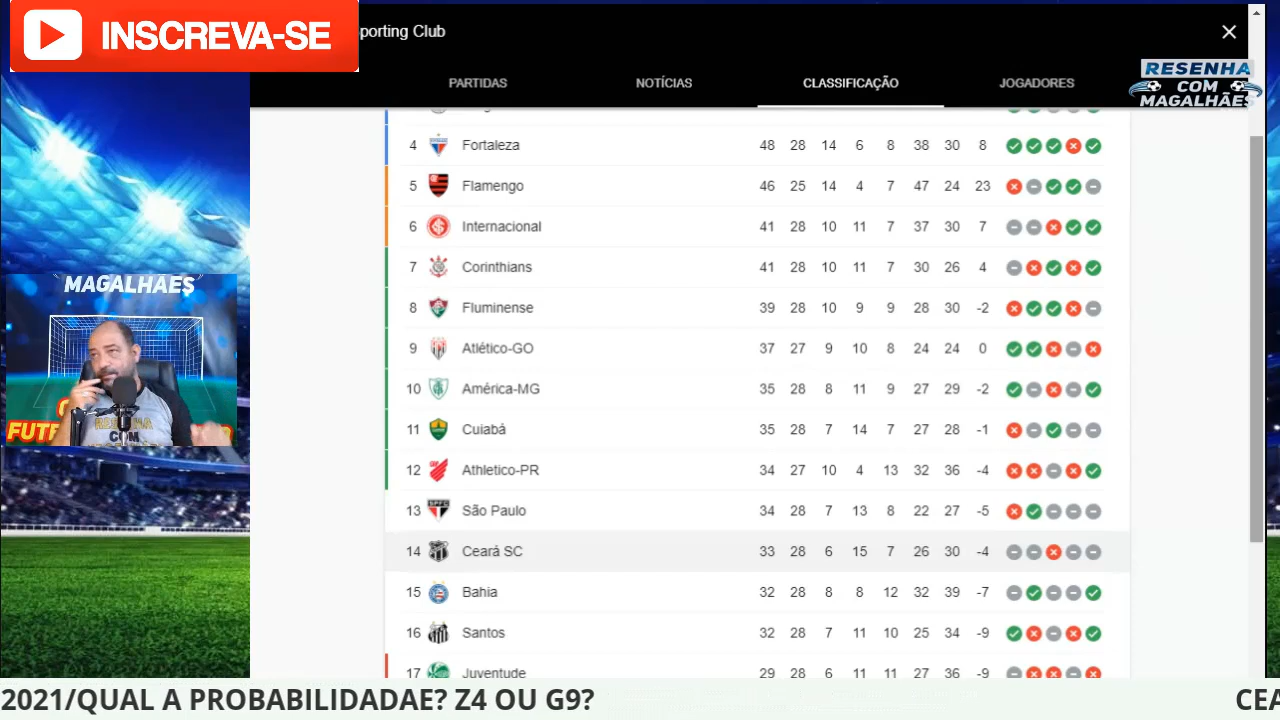 INSCREVA-SE
porting Club
PARTIDAS NOTÍCIAS CLASSIFICAÇÃO JOGADORES
RESENHA
COM
MAGALHÃES
4 Fortaleza 48 28 14 6 8 38 30 8
5 Flamengo 46 25 14 4 7 47 24 23
6 Internacional 41 28 10 11 7 37 30 7
7 Corinthians 41 28 10 11 7 30 26 4
8 Fluminense 39 28 10 9 9 28 30 -2
9 Atlético-GO 37 27 9 10 8 24 24 0
10 América-MG 35 28 8 11 9 27 29 -2
11 Cuiabá 35 28 7 14 7 27 28 -1
12 Athletico-PR 34 27 10 4 13 32 36 -4
13 São Paulo 34 28 7 13 8 22 27 -5
14 Ceará SC 33 28 6 15 7 26 30 -4
15 Bahia 32 28 8 8 12 32 39 -7
16 Santos 32 28 7 11 10 25 34 -9
17 Juventude 29 28 6 11 11 27 36 -9
MAGALHÃES
RESENHA
COM
2021/QUAL A PROBABILIDADAE? Z4 OU G9? CEA